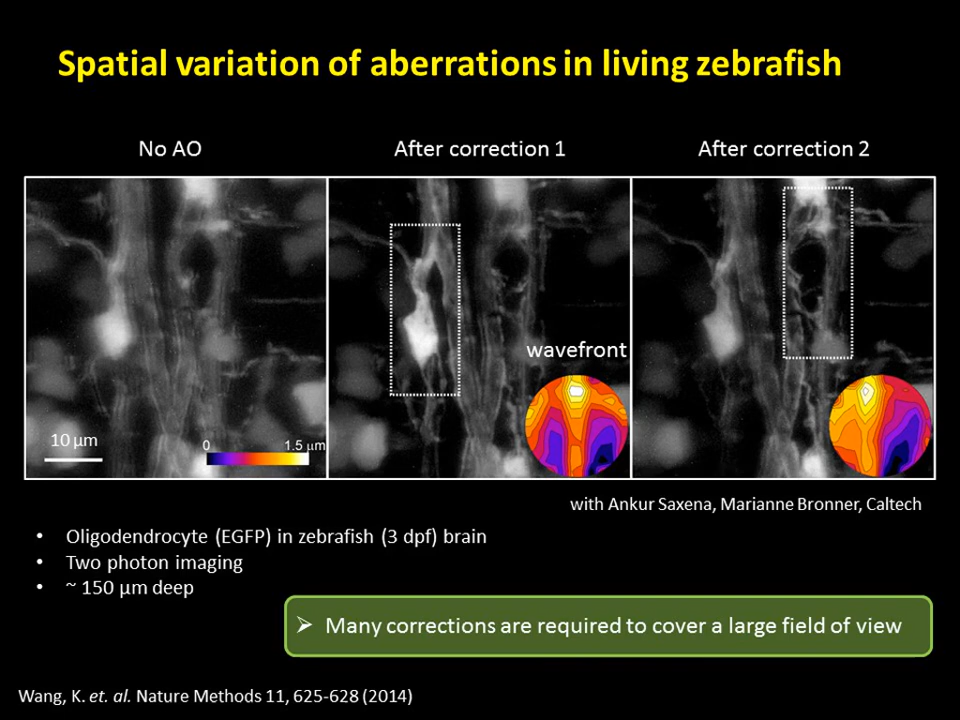 Spatial variation of aberrations in living zebrafish
No AO
After correction 1
After correction 2
wavefront
10 µm
0
1.5 µm
with Ankur Saxena, Marianne Bronner, Caltech
• Oligodendrocyte (EGFP) in zebrafish (3 dpf) brain
• Two photon imaging
• ~ 150 µm deep
➢ Many corrections are required to cover a large field of view
Wang, K. et. al. Nature Methods 11, 625-628 (2014)